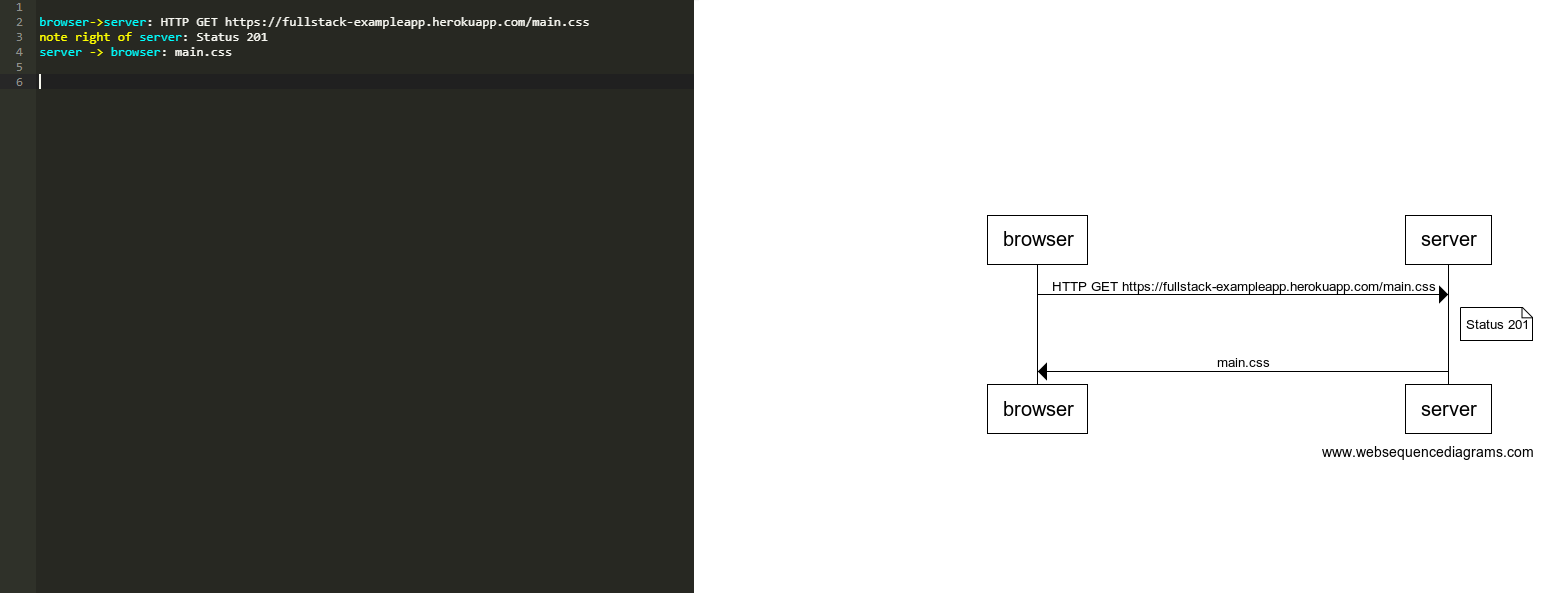 1
2 browser->server: HTTP GET https://fullstack-exampleapp.herokuapp.com/main.css
3 note right of server: Status 201
4 server -> browser: main.css
5
6
browser server
HTTP GET https://fullstack-exampleapp.herokuapp.com/main.css
Status 201
main.css
browser server
www.websequencediagrams.com